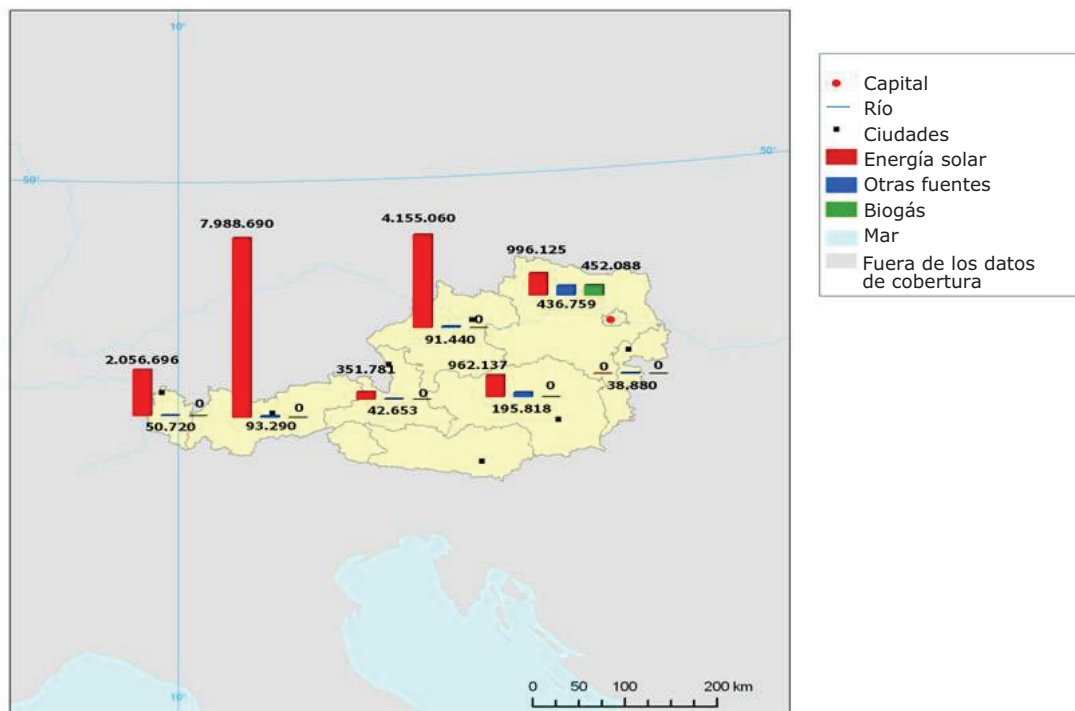 10°
50°
50°
7.988.690
4.155.060
996.125
452.088
436.759
0
91.440
2.056.696
351.781
962.137
0
0
38.880
0
0
50.720
0
93.290
0
42.653
0
195.818
10°
0 50 100 200 km
Capital
Río
Ciudades
Energía solar
Otras fuentes
Biogás
Mar
Fuera de los datos
de cobertura